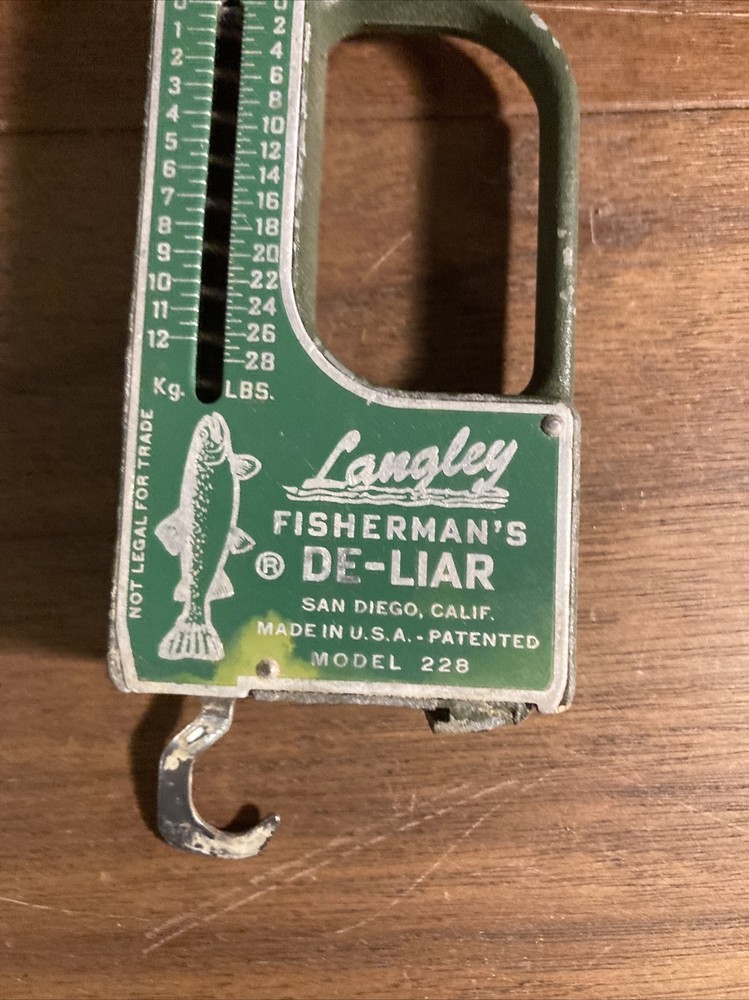 0 0
1 2
2 4
3 6
4 8
5 10
6 12
7 14
8 16
9 18
10 20
11 22
12 24
26
28
Kg. LBS.
NOT LEGAL FOR TRADE
Langley
FISHERMAN'S
® DE-LIAR
SAN DIEGO, CALIF.
MADE IN U.S.A. - PATENTED
MODEL 228